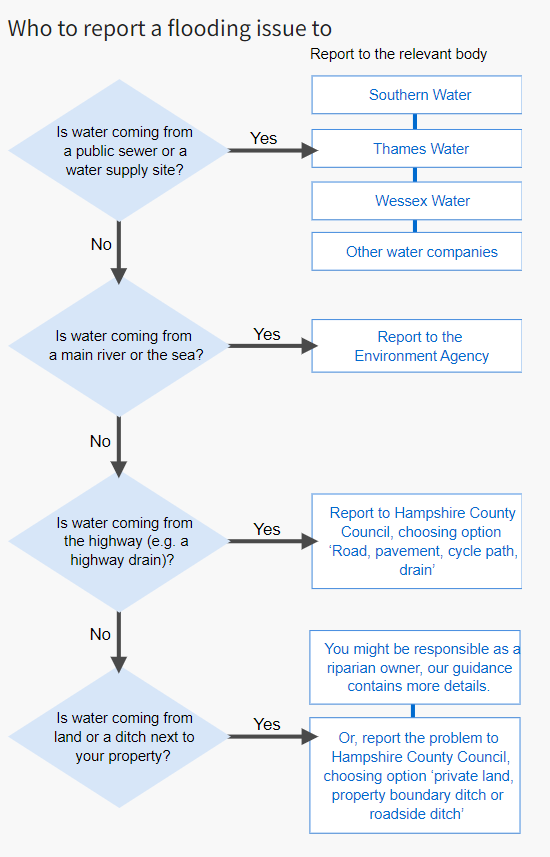 Who to report a flooding issue to
Report to the relevant body
Is water coming from
a public sewer or a
water supply site?
Yes
Southern Water
Thames Water
Wessex Water
Other water companies
No
Is water coming from
a main river or the sea?
Yes
Report to the
Environment Agency
No
Is water coming from
the highway (e.g. a
highway drain)?
Yes
Report to Hampshire County
Council, choosing option
‘Road, pavement, cycle path,
drain’
No
Is water coming from
land or a ditch next to
your property?
Yes
You might be responsible as a
riparian owner, our guidance
contains more details.
Or, report the problem to
Hampshire County Council,
choosing option ‘private land,
property boundary ditch or
roadside ditch’